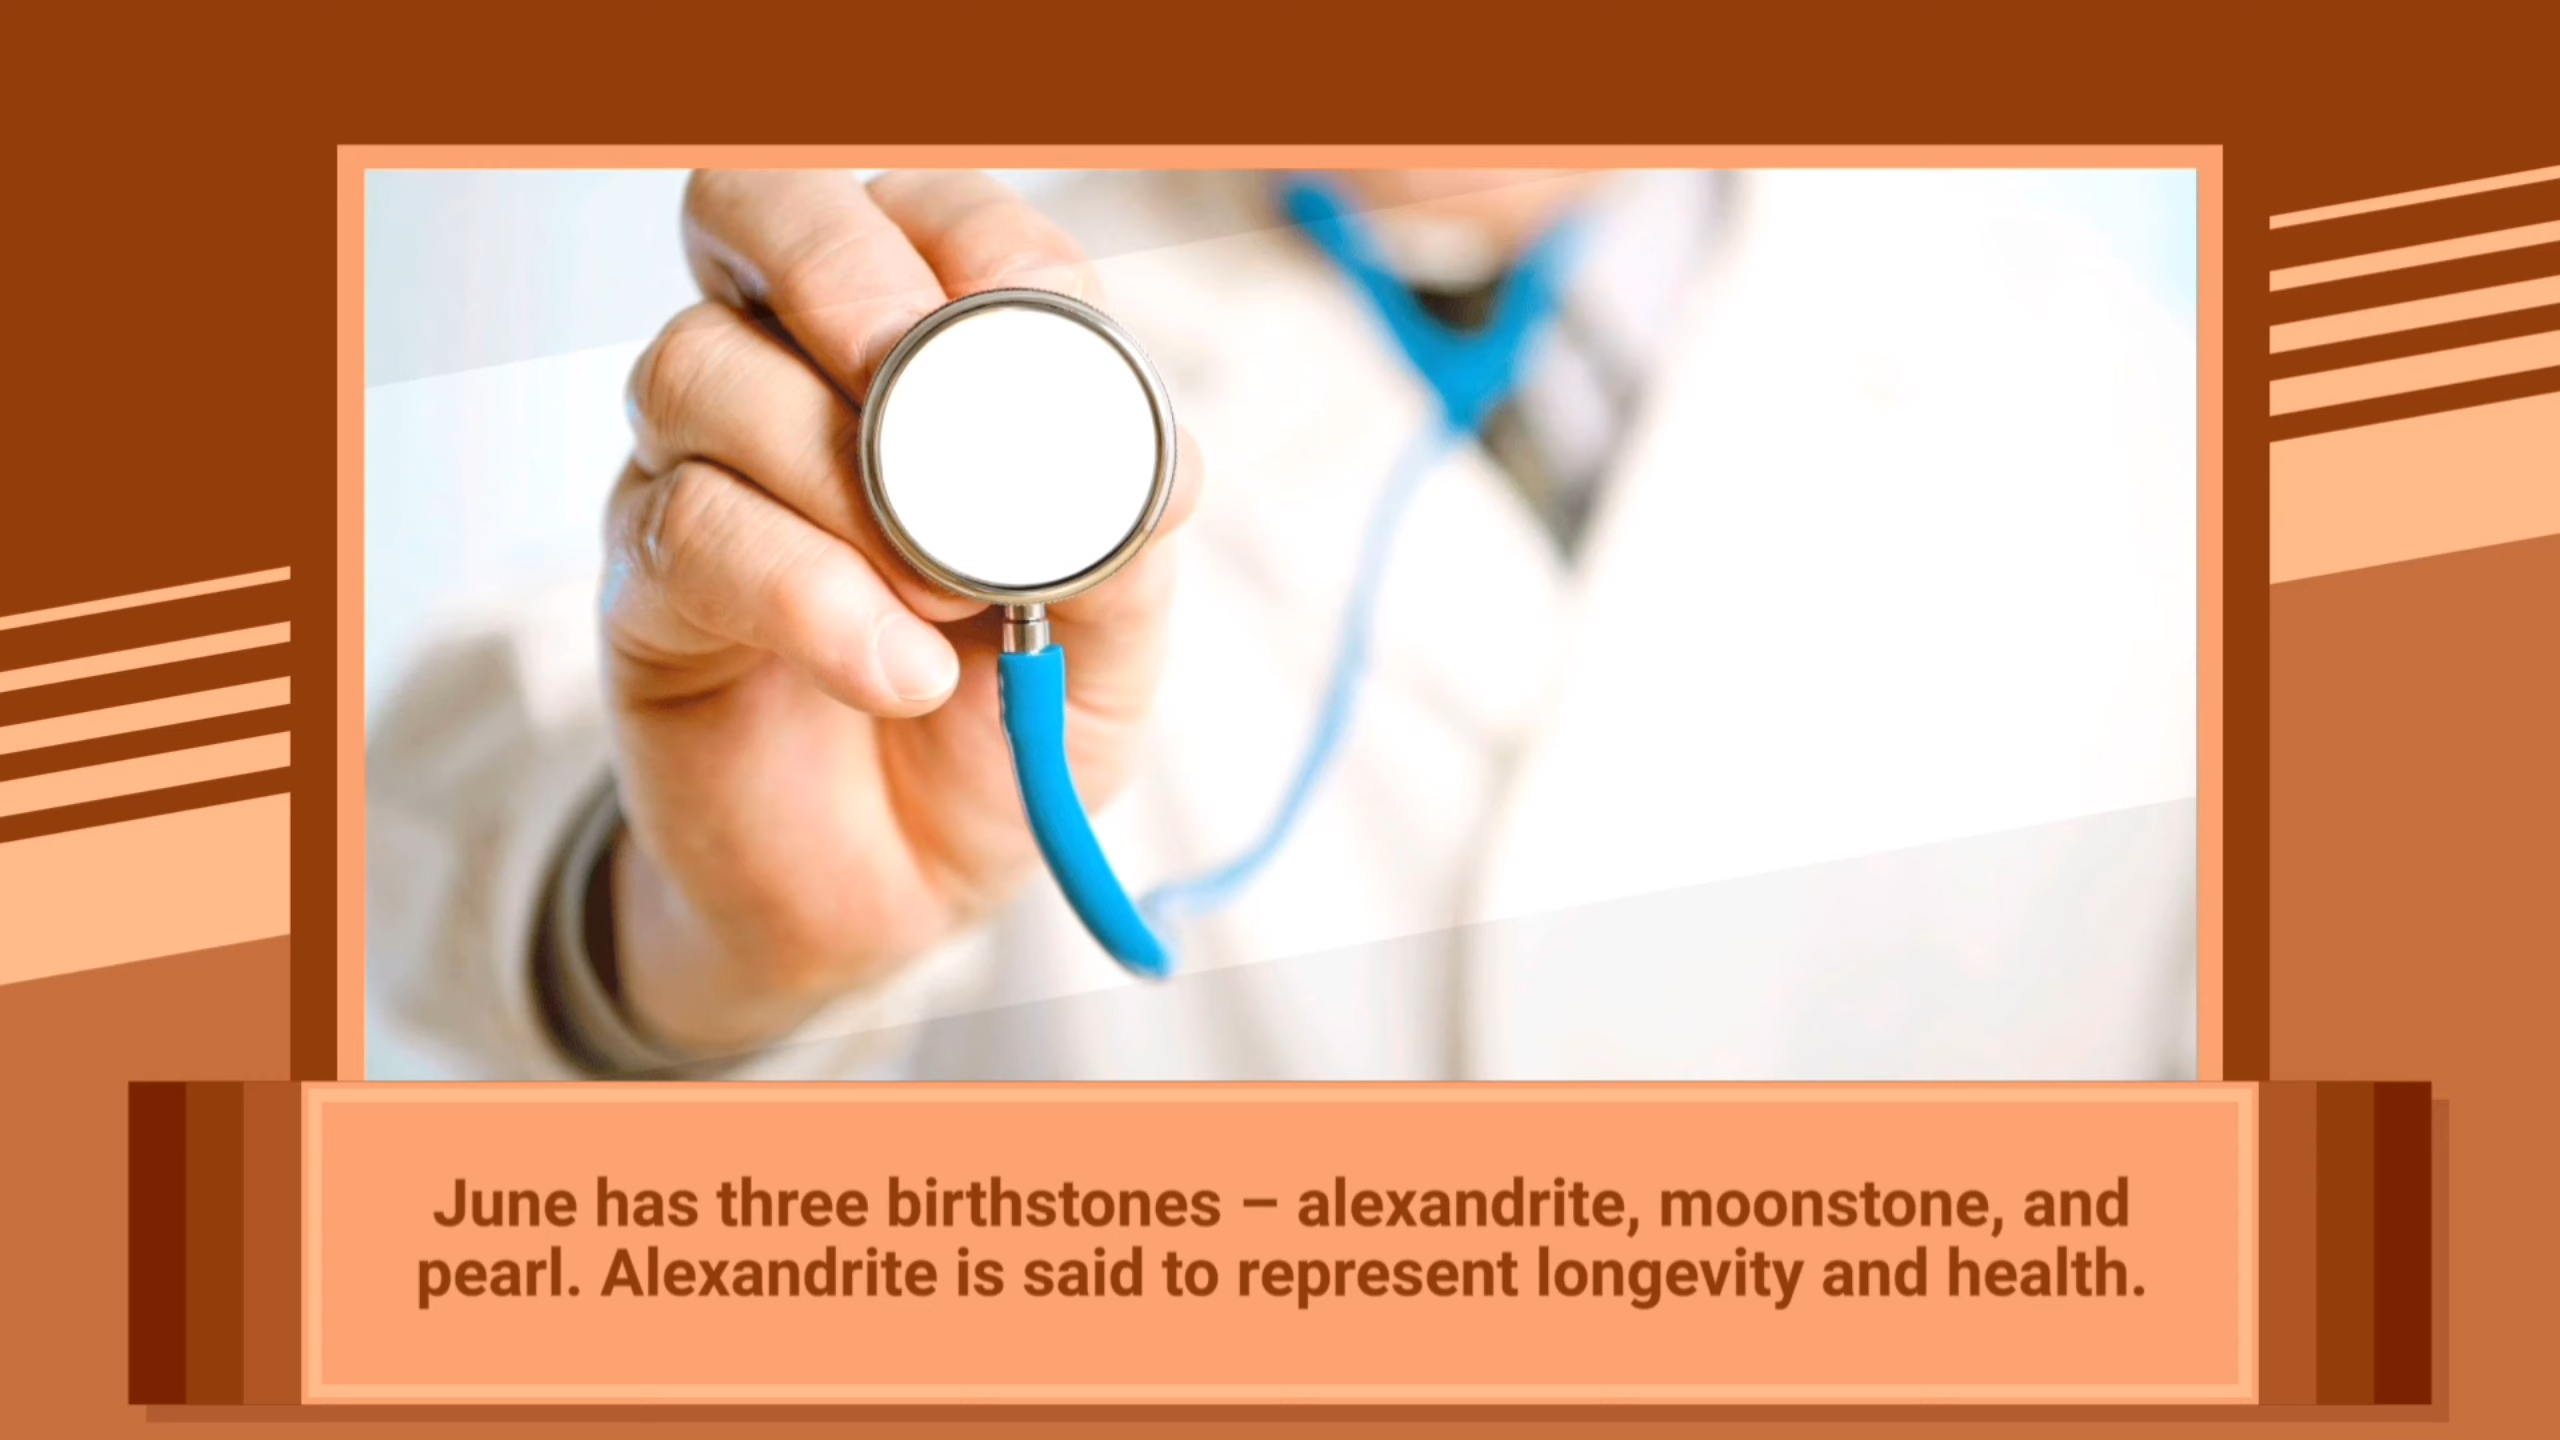 June has three birthstones – alexandrite, moonstone, and
pearl. Alexandrite is said to represent longevity and health.